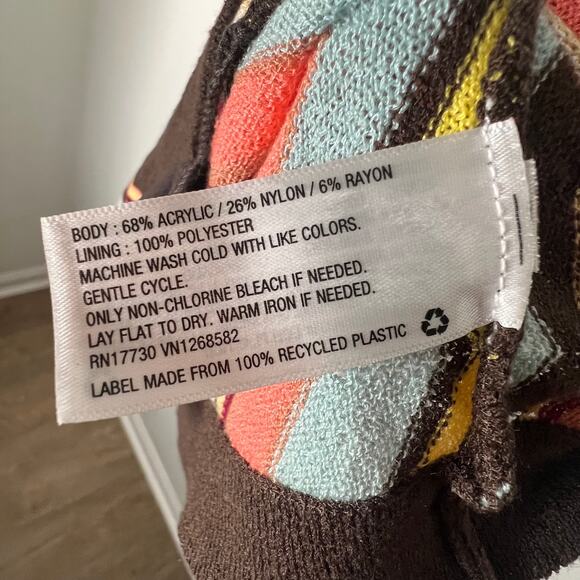 BODY : 68% ACRYLIC / 26% NYLON / 6% RAYON
LINING : 100% POLYESTER
MACHINE WASH COLD WITH LIKE COLORS.
GENTLE CYCLE.
ONLY NON-CHLORINE BLEACH IF NEEDED.
LAY FLAT TO DRY. WARM IRON IF NEEDED.
RN17730 VN1268582
LABEL MADE FROM 100% RECYCLED PLASTIC